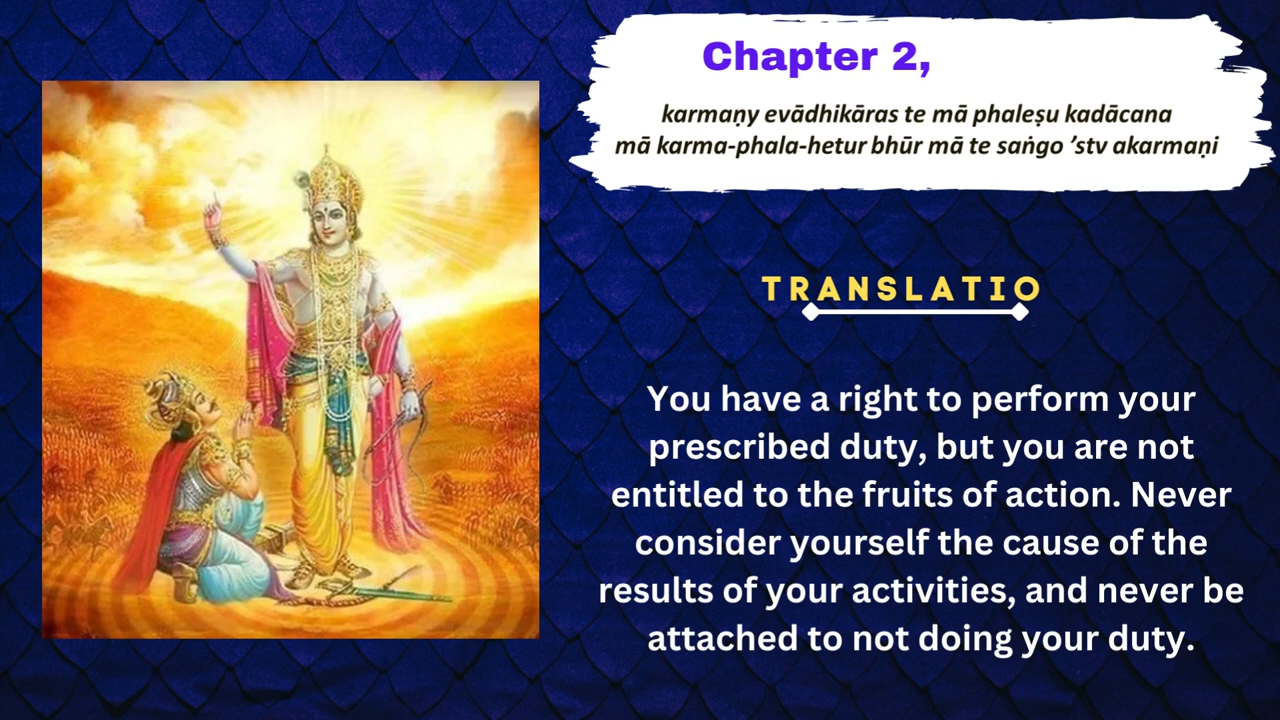 Chapter 2,
karmaṇy evādhikāras te mā phaleṣu kadācana
mā karma-phala-hetur bhūr mā te saṅgo ’stv akarmaṇi
TRANSLATIO
You have a right to perform your
prescribed duty, but you are not
entitled to the fruits of action. Never
consider yourself the cause of the
results of your activities, and never be
attached to not doing your duty.